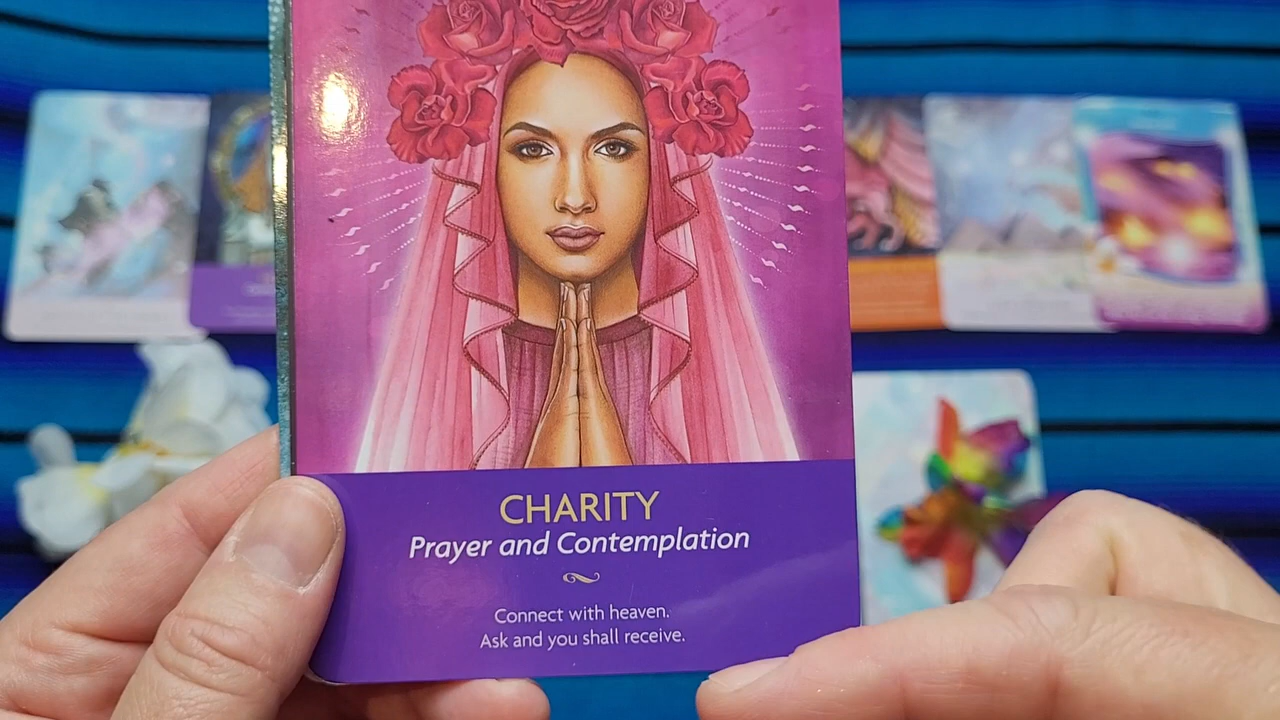 CHARITY
Prayer and Contemplation
Connect with heaven.
Ask and you shall receive.